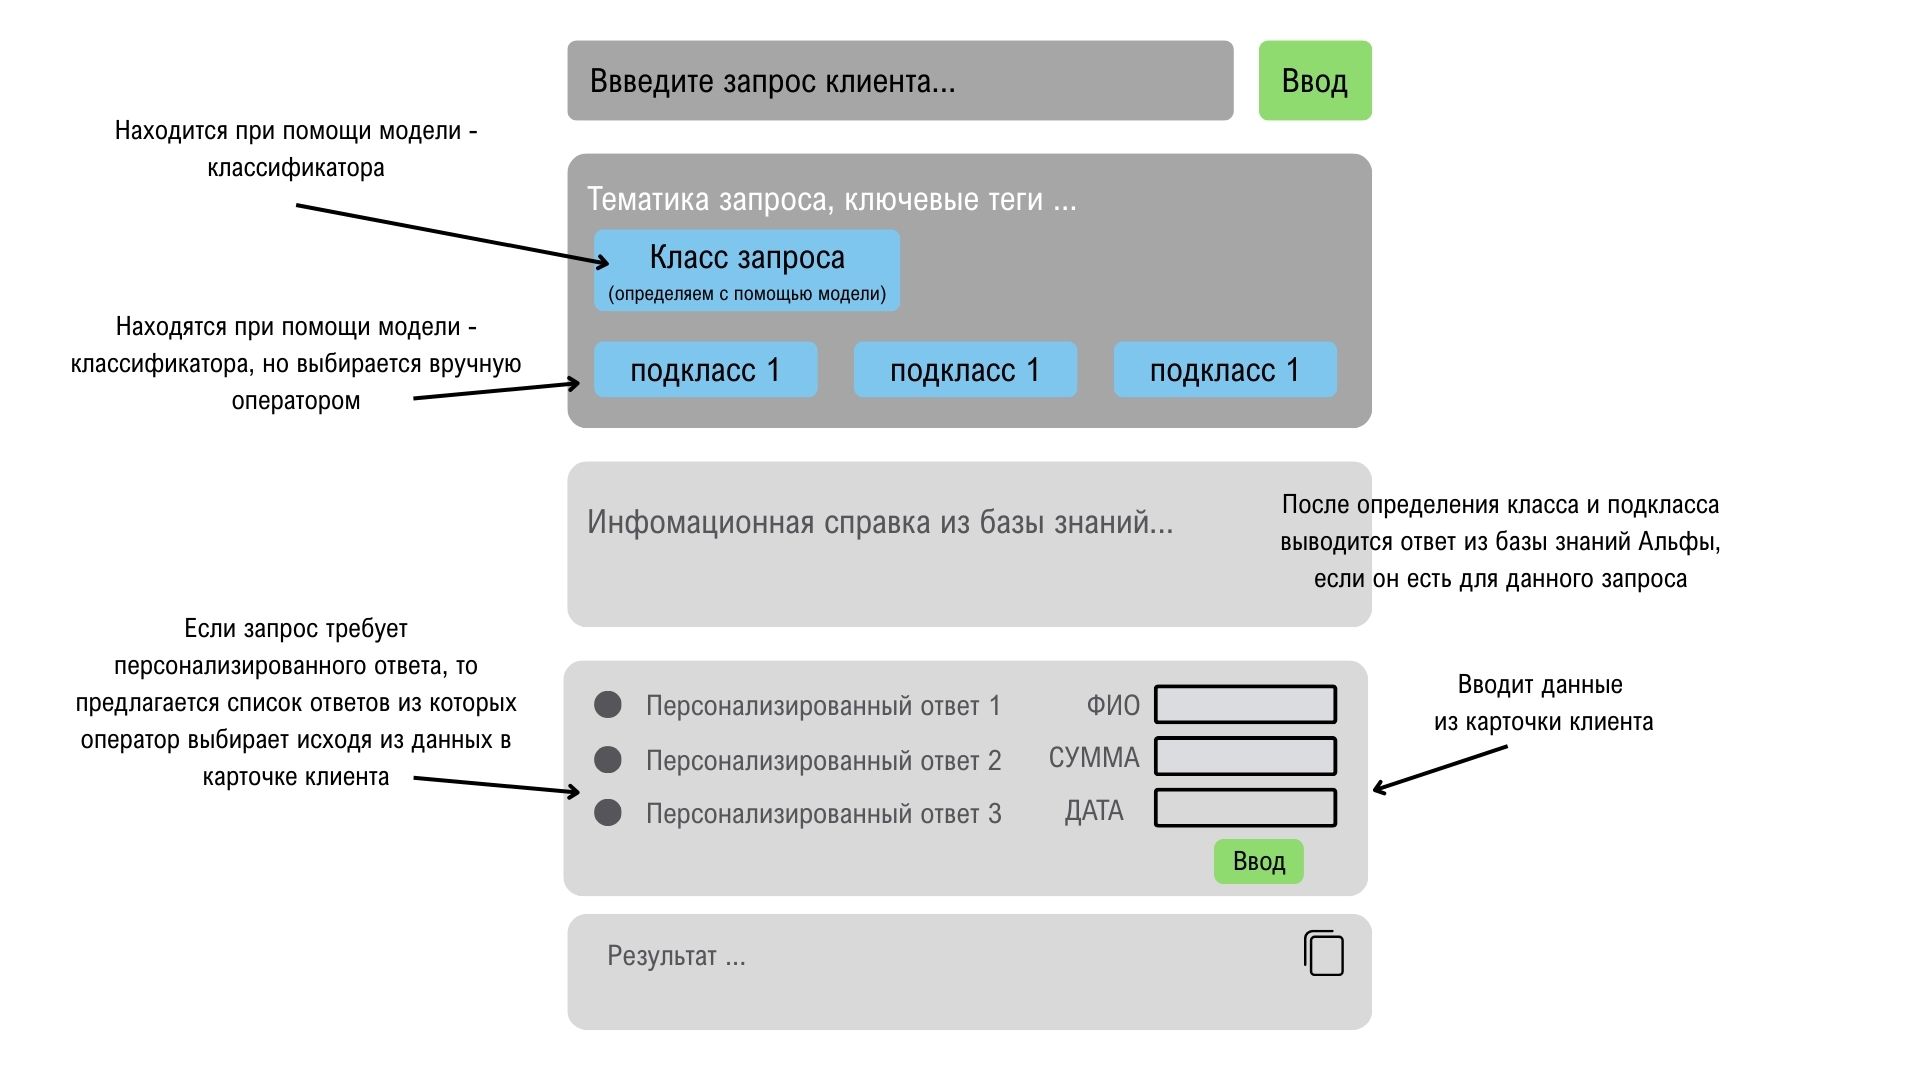 Ввведите запрос клиента...
Ввод
Находится при помощи модели -
классификатора
Тематика запроса, ключевые теги ...
Класс запроса
(определяем с помощью модели)
Находятся при помощи модели -
классификатора, но выбирается вручную
оператором
подкласс 1
подкласс 1
подкласс 1
Инфомационная справка из базы знаний...
После определения класса и подкласса
выводится ответ из базы знаний Альфы,
если он есть для данного запроса
Если запрос требует
персонализированного ответа, то
предлагается список ответов из которых
оператор выбирает исходя из данных в
карточке клиента
Персонализированный ответ 1
Персонализированный ответ 2
Персонализированный ответ 3
ФИО
СУММА
ДАТА
Ввод
Вводит данные
из карточки клиента
Результат ...